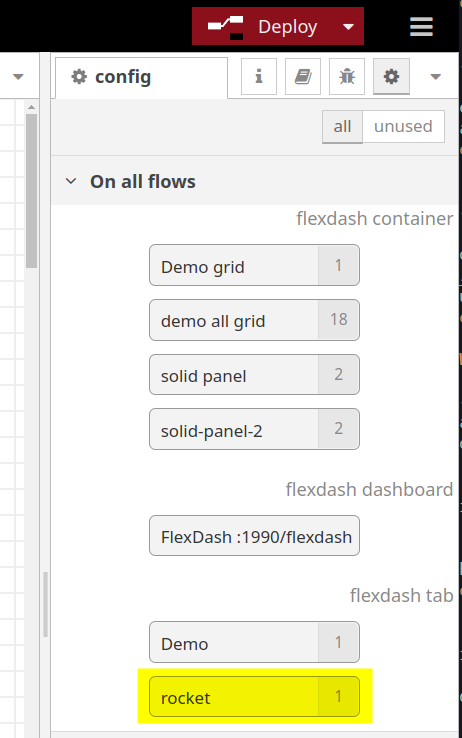 Deploy
config
all unused
On all flows
flexdash container
Demo grid 1
demo all grid 18
solid panel 2
solid-panel-2 2
flexdash dashboard
FlexDash :1990/flexdash
flexdash tab
Demo 1
rocket 1